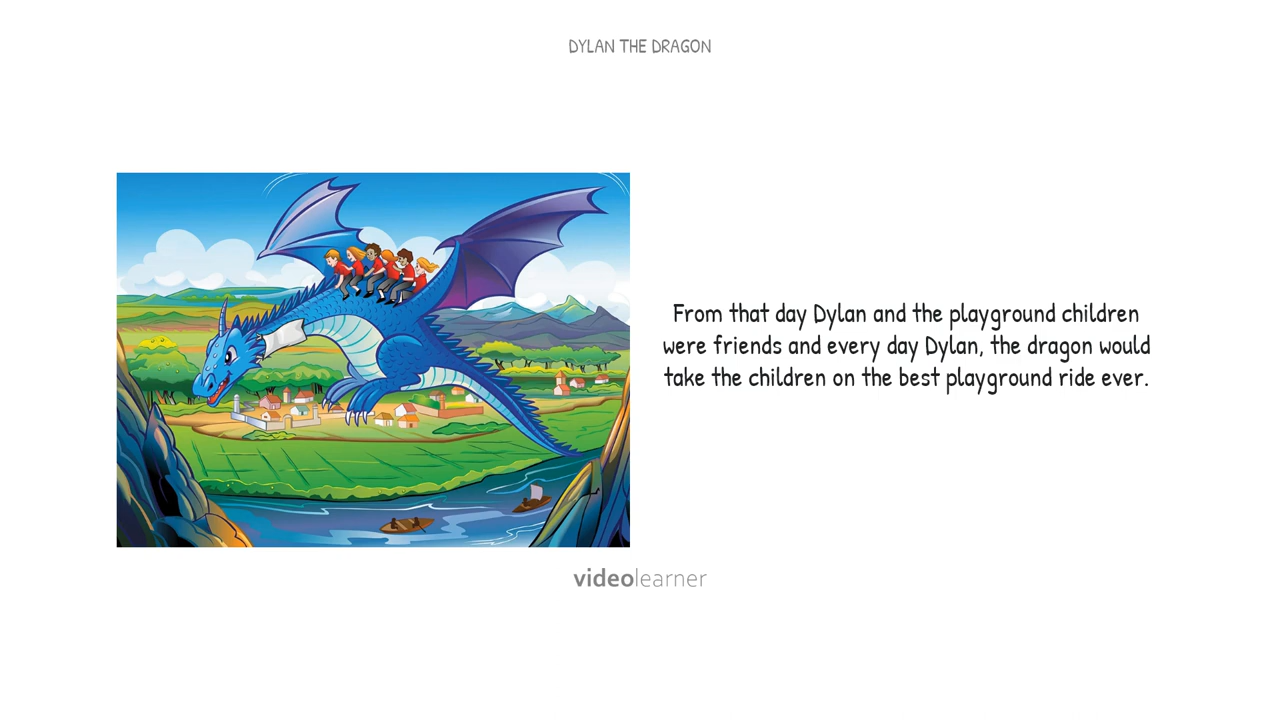 DYLAN THE DRAGON
From that day Dylan and the playground children
were friends and every day Dylan, the dragon would
take the children on the best playground ride ever.
videolearner